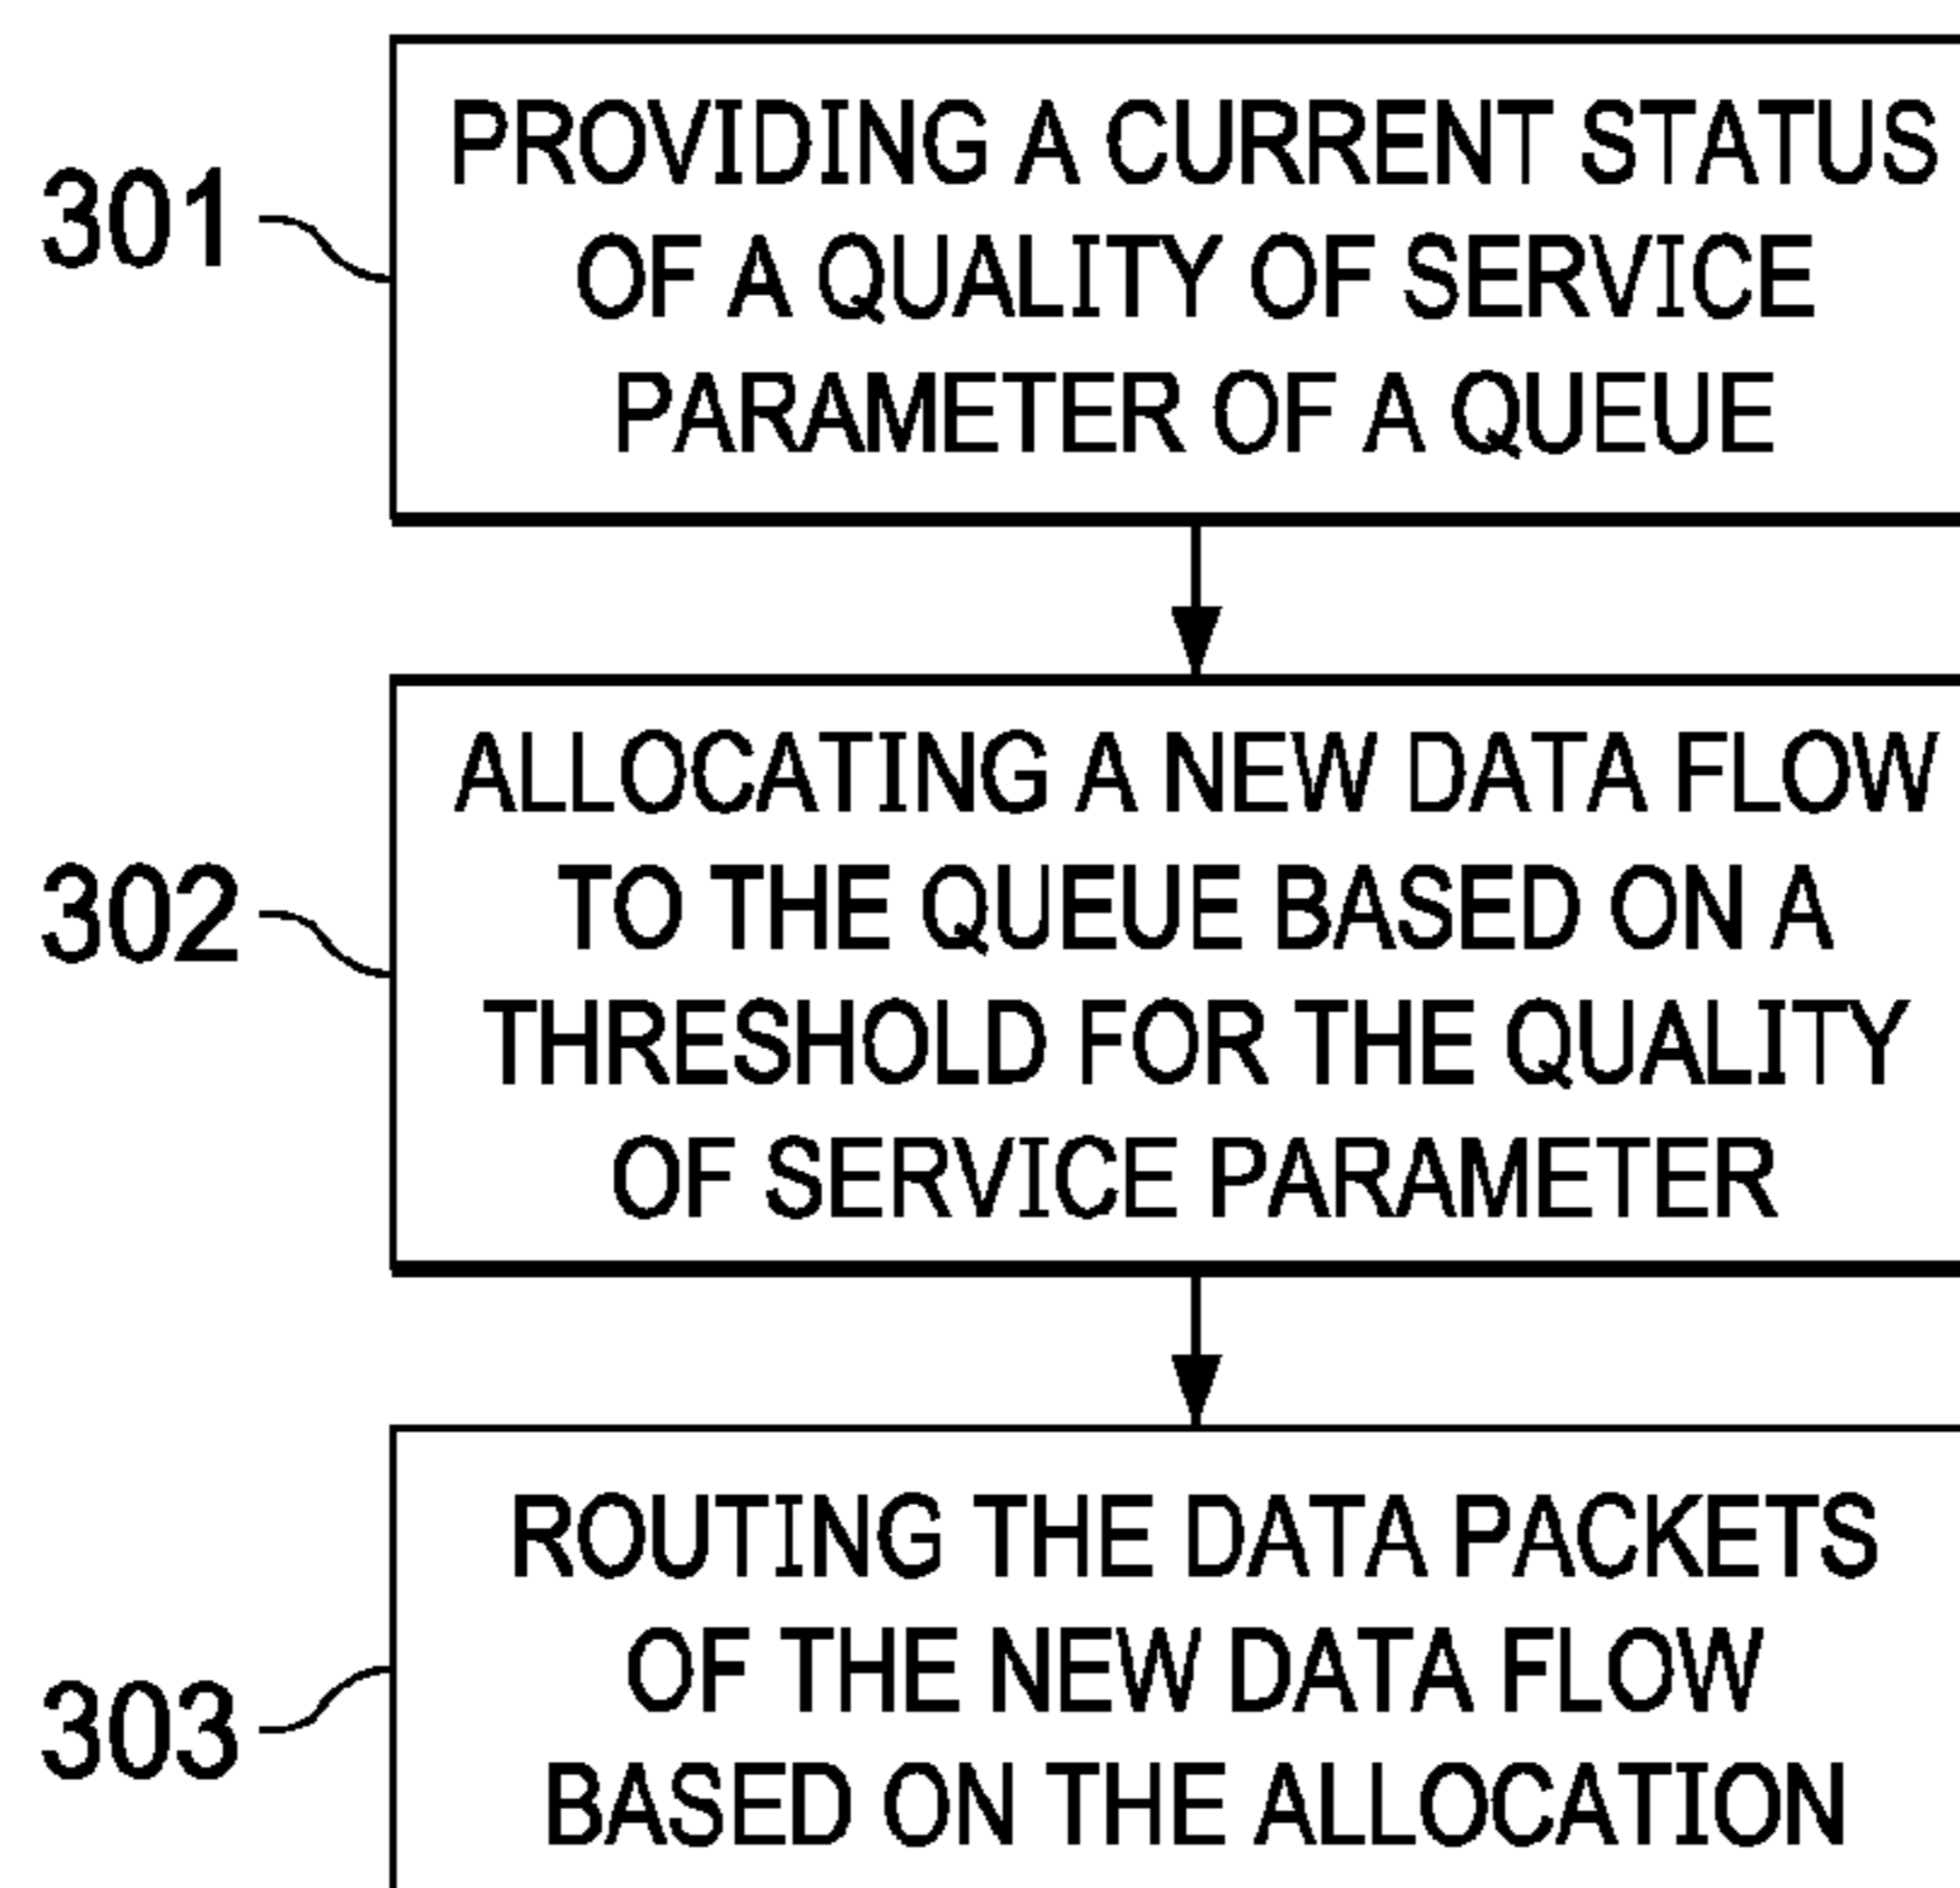 301
PROVIDING A CURRENT STATUS
OF A QUALITY OF SERVICE
PARAMETER OF A QUEUE
302
ALLOCATING A NEW DATA FLOW
TO THE QUEUE BASED ON A
THRESHOLD FOR THE QUALITY
OF SERVICE PARAMETER
303
ROUTING THE DATA PACKETS
OF THE NEW DATA FLOW
BASED ON THE ALLOCATION